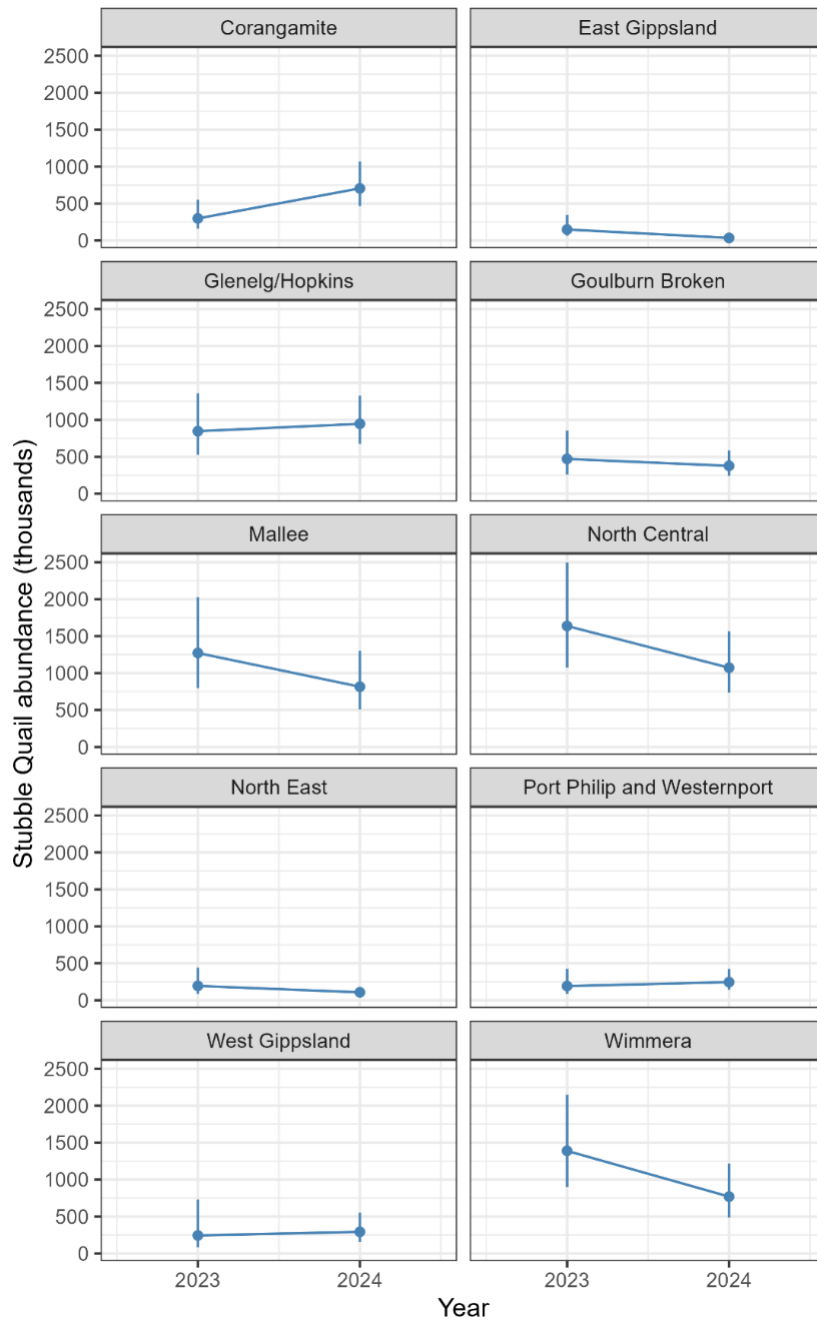 Corangamite
East Gippsland
2500
2000
1500
1000
500
0
Glenelg/Hopkins
Goulburn Broken
2500
2000
1500
1000
500
0
Mallee
North Central
2500
2000
1500
1000
500
0
North East
Port Philip and Westernport
2500
2000
1500
1000
500
0
West Gippsland
Wimmera
2500
2000
1500
1000
500
0
2023
2024
2023
2024
Year
Stubble Quail abundance (thousands)